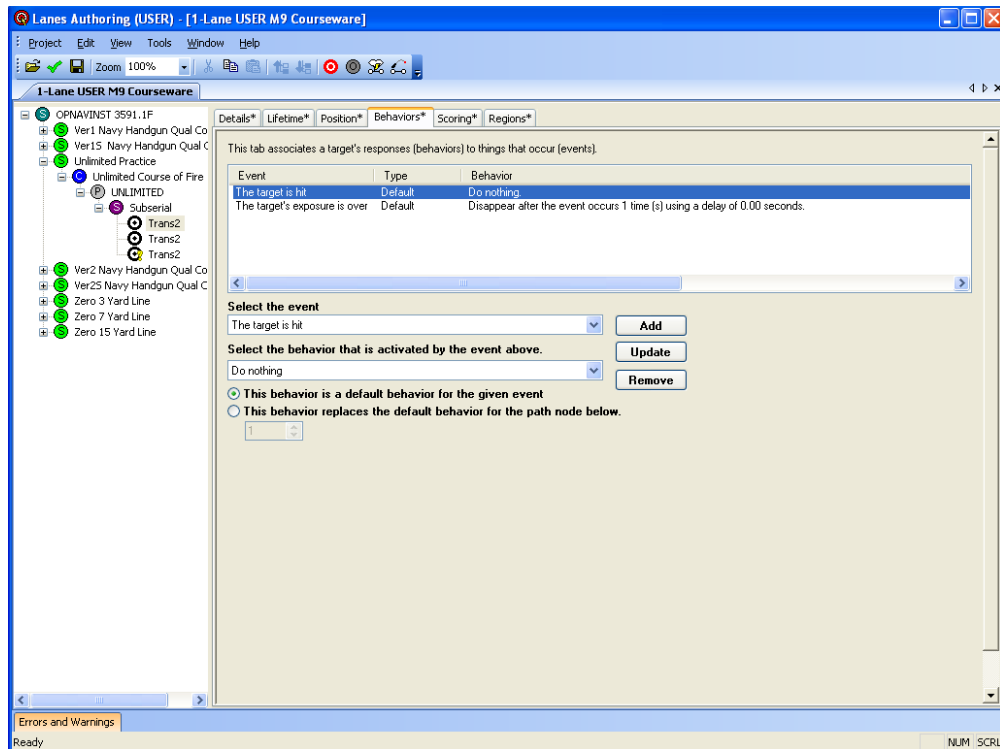 Lanes Authoring (USER) - [1-Lane USER M9 Courseware]
Project Edit View Tools Window Help
Zoom 100%
1-Lane USER M9 Courseware
OPNAVINST 3591.1F
Ver1 Navy Handgun Qual Co
Ver1S Navy Handgun Qual C
Unlimited Practice
Unlimited Course of Fire
UNLIMITED
Subserial
Trans2
Trans2
Trans2
Ver2 Navy Handgun Qual Co
Ver2S Navy Handgun Qual C
Zero 3 Yard Line
Zero 7 Yard Line
Zero 15 Yard Line
Details* Lifetime* Position* Behaviors* Scoring* Regions*
This tab associates a target's responses (behaviors) to things that occur (events).
Event Type Behavior
The target is hit Default Do nothing.
The target's exposure is over Default Disappear after the event occurs 1 time (s) using a delay of 0.00 seconds.
Select the event
The target is hit Add
Select the behavior that is activated by the event above. Update
Do nothing Remove
This behavior is a default behavior for the given event
This behavior replaces the default behavior for the path node below.
1
Errors and Warnings
Ready NUM SCRL